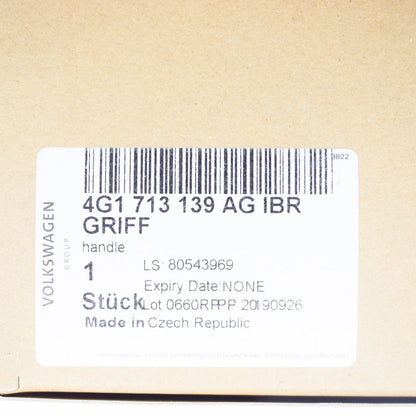 3822
4G1 713 139 AG IBR
GRIFF
handle
1
Stück
LS: 80543969
Expiry Date:NONE
Lot 0660RPPP 20190926
Made in Czech Republic
VOLKSWAGEN
GROUP